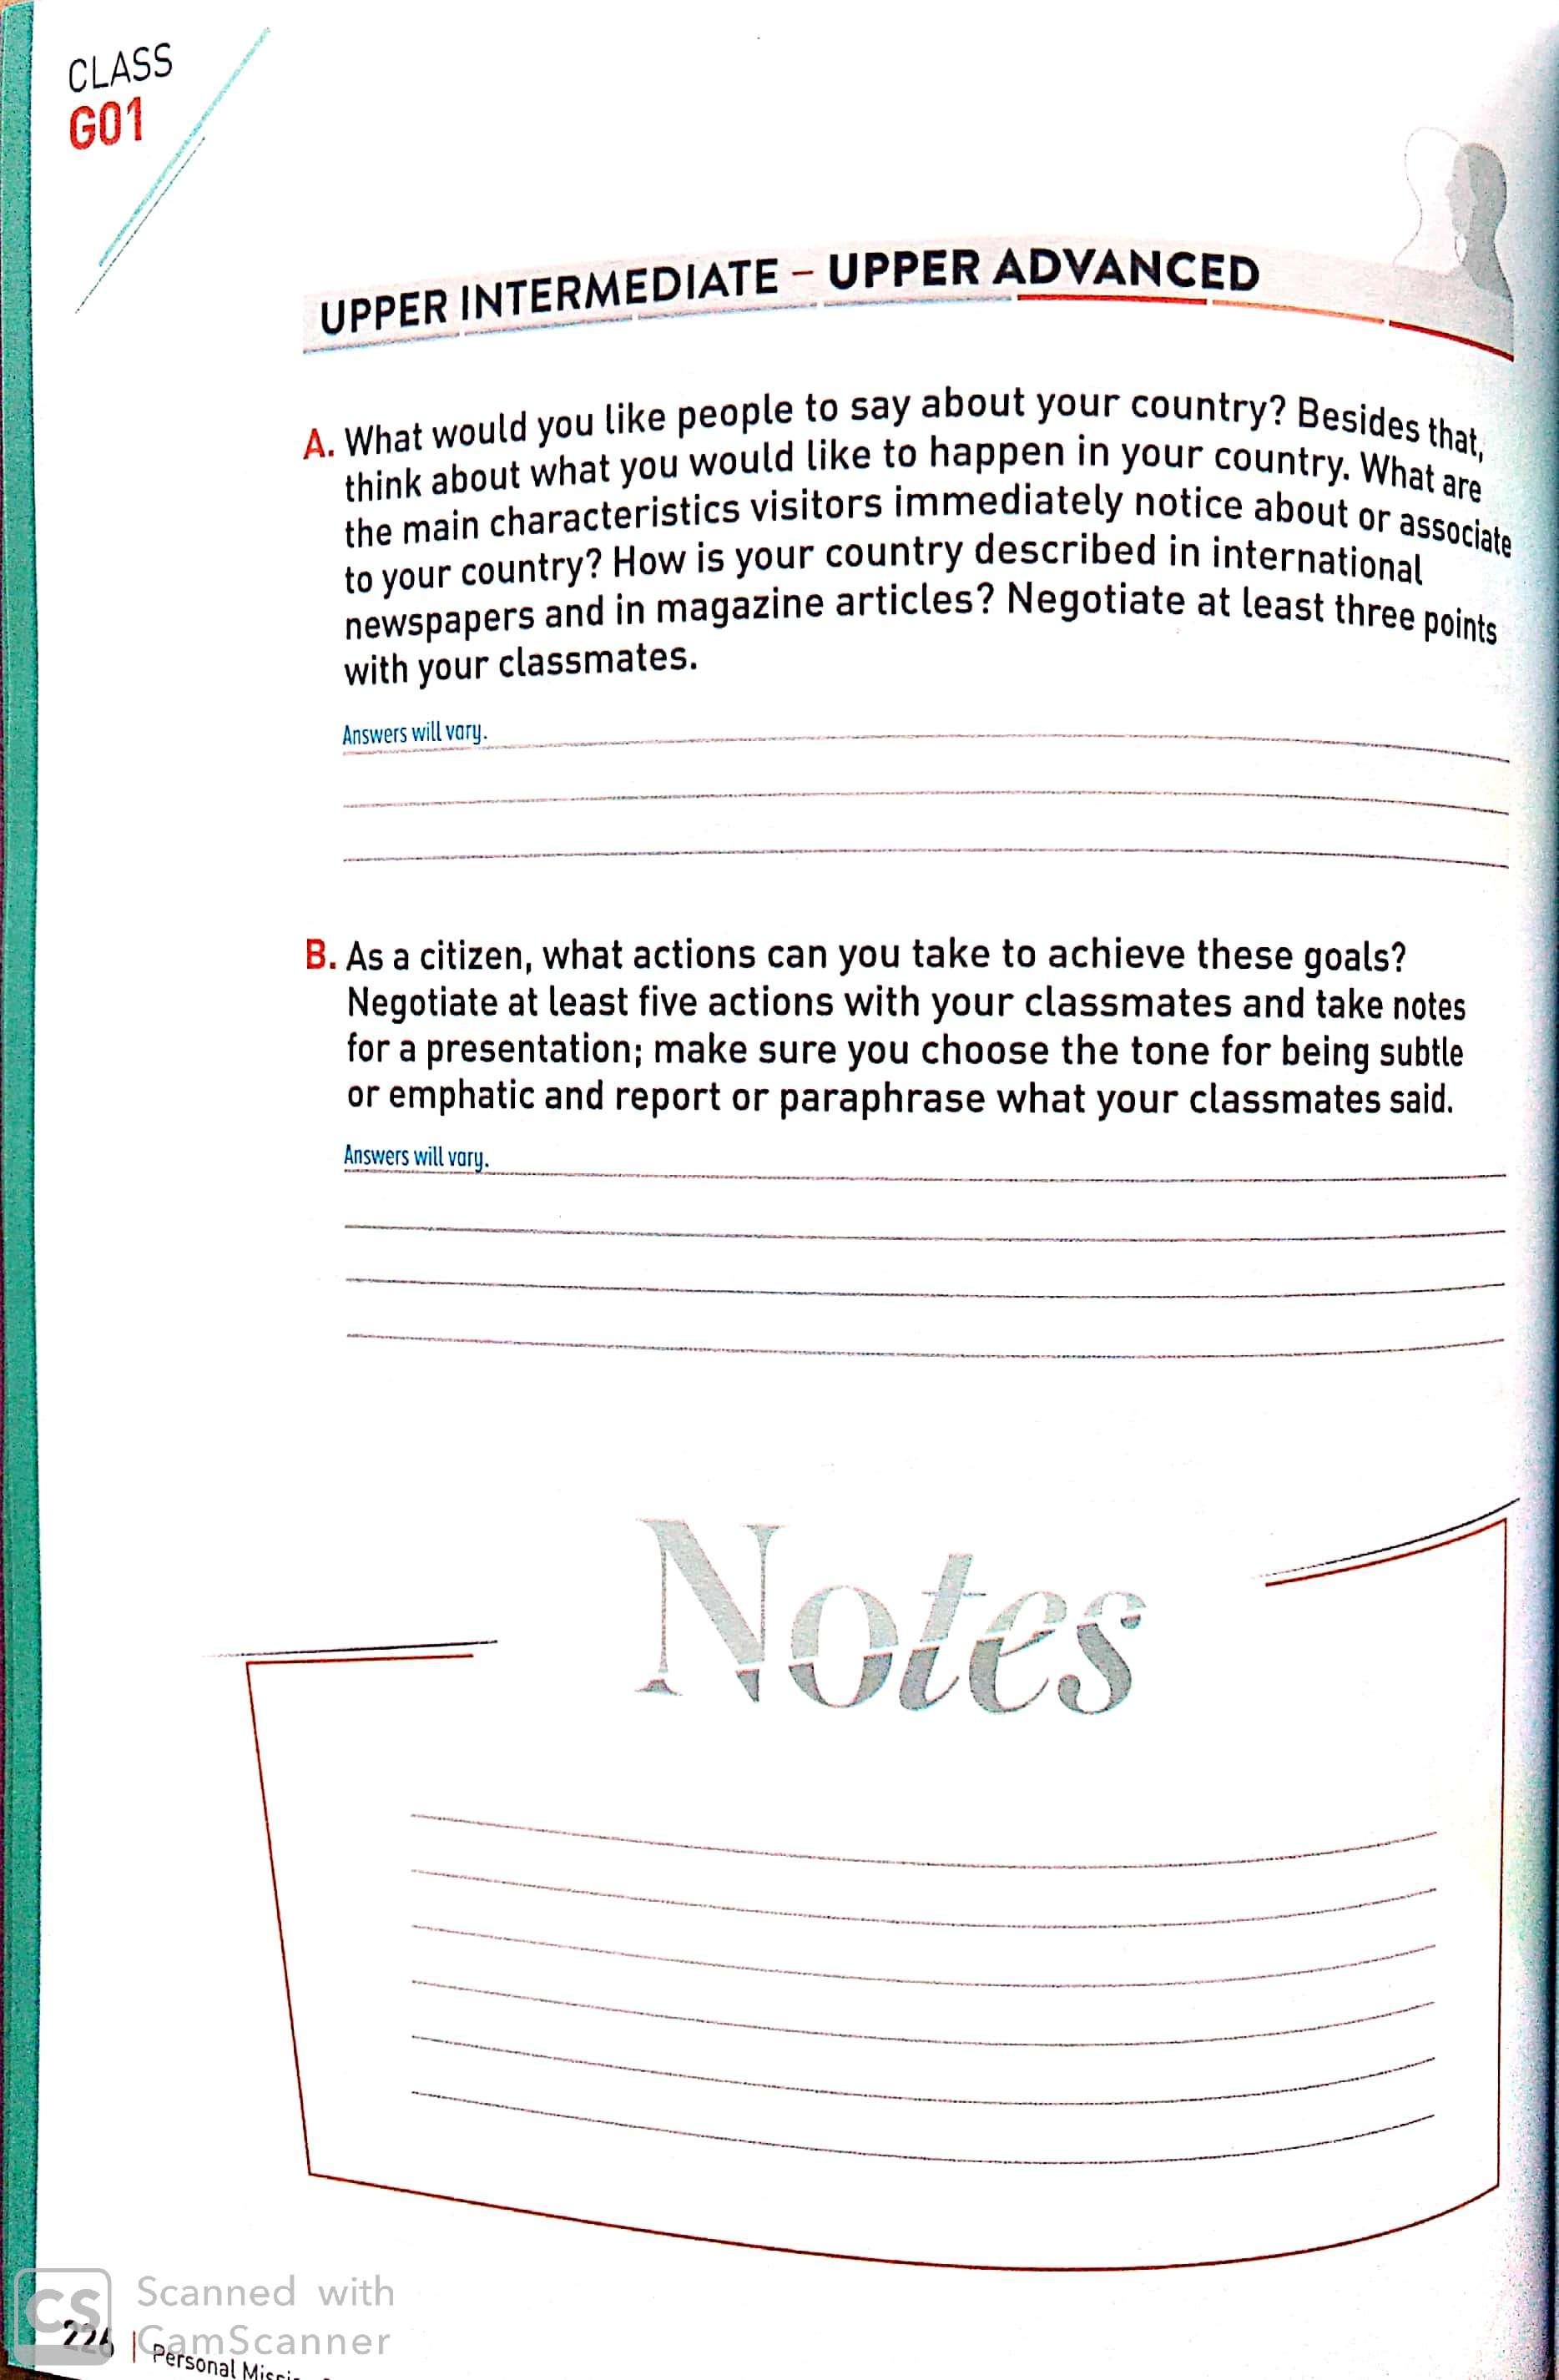 CLASS
G01
UPPER INTERMEDIATE – UPPER ADVANCED
A. What would you like people to say about your country? Besides that,
think about what you would like to happen in your country. What are
the main characteristics visitors immediately notice about or associate
to your country? How is your country described in international
newspapers and in magazine articles? Negotiate at least three points
with your classmates.
Answers will vary.
B. As a citizen, what actions can you take to achieve these goals?
Negotiate at least five actions with your classmates and take notes
for a presentation; make sure you choose the tone for being subtle
or emphatic and report or paraphrase what your classmates said.
Answers will vary.
Notes
CS Scanned with
CamScanner
226 | Personal